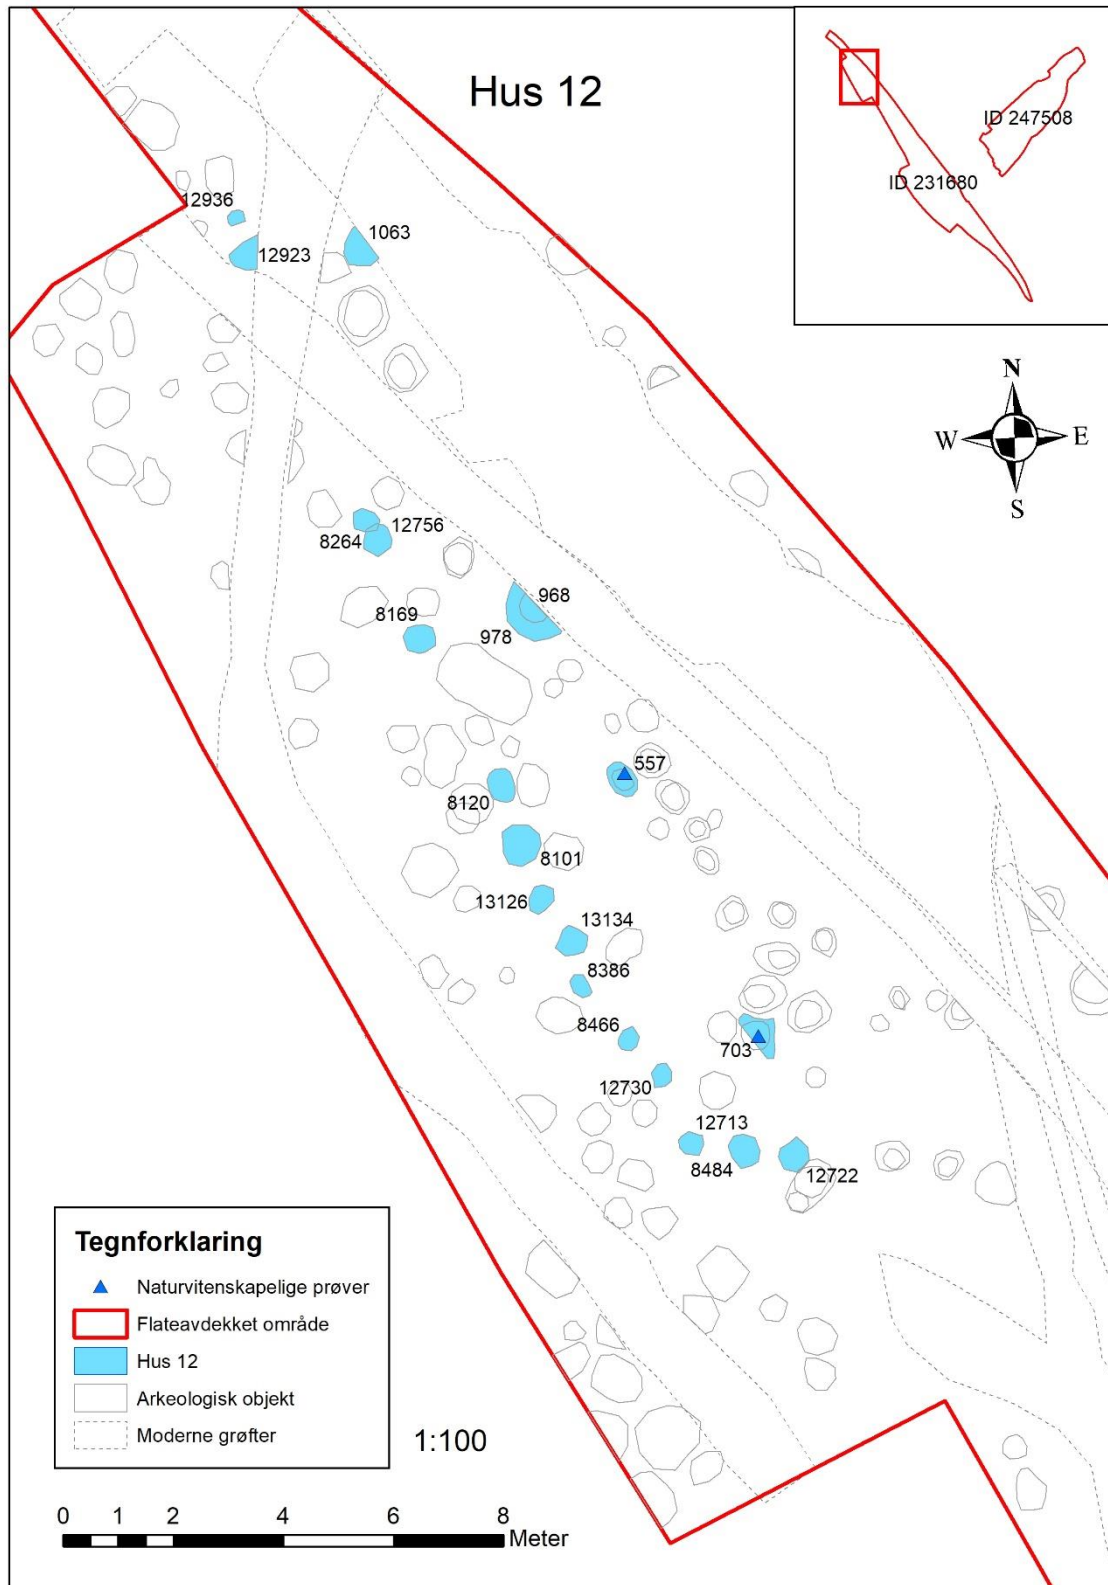 Hus 12
ID 247508
ID 231680
N
W
E
S
12936
1063
12923
12756
8264
968
8169
978
557
8120
8101
13126
13134
8386
8466
703
12730
12713
8484
12722
Tegnforklaring
Naturvitenskapelige prøver
Flateavdekket område
Hus 12
Arkeologisk objekt
Moderne grøfter
1:100
0 1 2 4 6 8
Meter